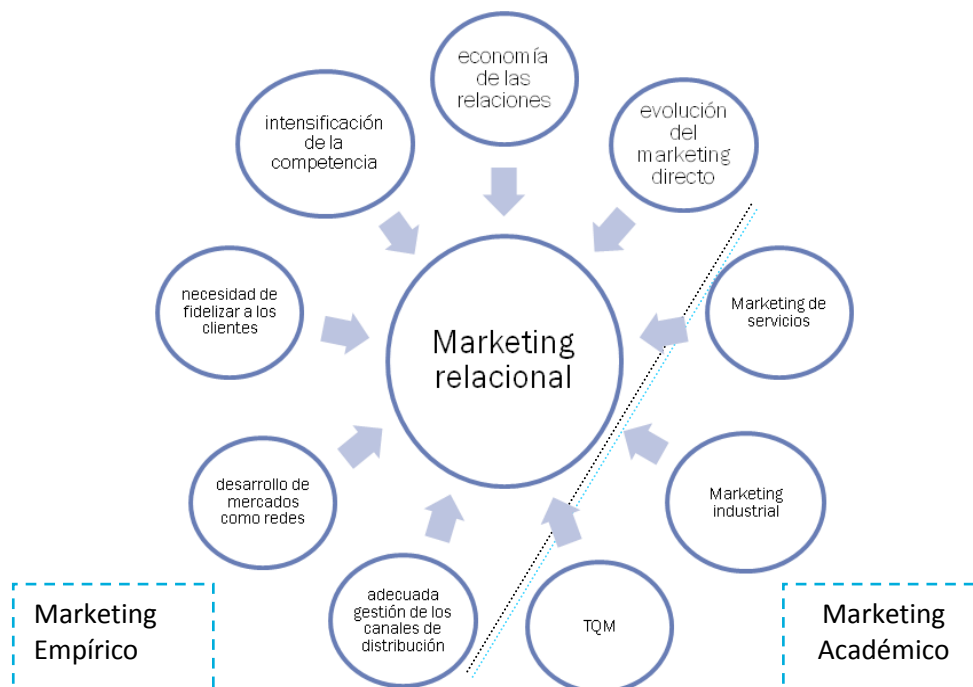 economía
de las
relaciones
evolución
del
marketing
directo
intensificación
de la
competencia
necesidad de
fidelizar a los
clientes
Marketing de
servicios
Marketing
relacional
desarrollo de
mercados
como redes
Marketing
industrial
adecuada
gestión de los
canales de
distribución
TQM
Marketing
Empírico
Marketing
Académico